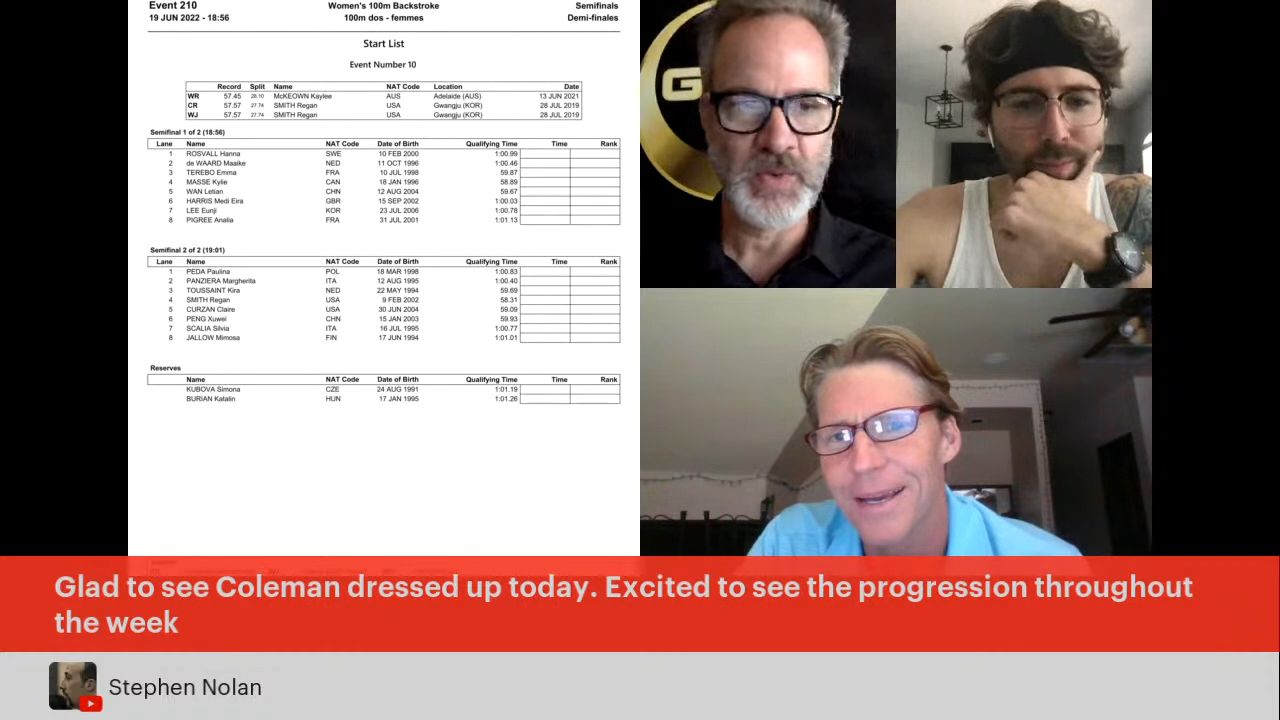 Event 210 Women's 100m Backstroke Semifinals
19 JUN 2022 - 18:56 100m dos - femmes Demi-finales
Start List
Event Number 10
Record Split Name NAT Code Location Date
WR 57.45 28.10 McKEOWN Kaylee AUS Adelaide (AUS) 13 JUN 2021
CR 57.57 27.74 SMITH Regan USA Gwangju (KOR) 28 JUL 2019
WJ 57.57 27.74 SMITH Regan USA Gwangju (KOR) 28 JUL 2019
Semifinal 1 of 2 (18:56)
Lane Name NAT Code Date of Birth Qualifying Time Time Rank
1 ROSVALL Hanna SWE 10 FEB 2000 1:00.99
2 de WAARD Maaike NED 11 OCT 1996 1:00.46
3 TEREBO Emma FRA 10 JUL 1998 59.87
4 MASSE Kylie CAN 18 JAN 1996 58.89
5 WAN Letian CHN 12 AUG 2004 59.67
6 HARRIS Medi Eira GBR 15 SEP 2002 1:00.03
7 LEE Eunji KOR 23 JUL 2006 1:00.78
8 PIGREE Analia FRA 31 JUL 2001 1:01.13
Semifinal 2 of 2 (19:01)
Lane Name NAT Code Date of Birth Qualifying Time Time Rank
1 PEDA Paulina POL 18 MAR 1998 1:00.83
2 PANZIERA Margherita ITA 12 AUG 1995 1:00.40
3 TOUSSAINT Kira NED 22 MAY 1994 59.69
4 SMITH Regan USA 9 FEB 2002 58.31
5 CURZAN Claire USA 30 JUN 2004 59.09
6 PENG Xuwei CHN 15 JAN 2003 59.93
7 SCALIA Silvia ITA 16 JUL 1995 1:00.77
8 JALLOW Mimosa FIN 17 JUN 1994 1:01.01
Reserves
Name NAT Code Date of Birth Qualifying Time Time Rank
KUBOVA Simona CZE 24 AUG 1991 1:01.19
BURIAN Katalin HUN 17 JAN 1995 1:01.26
G
Glad to see Coleman dressed up today. Excited to see the progression throughout
the week
Stephen Nolan